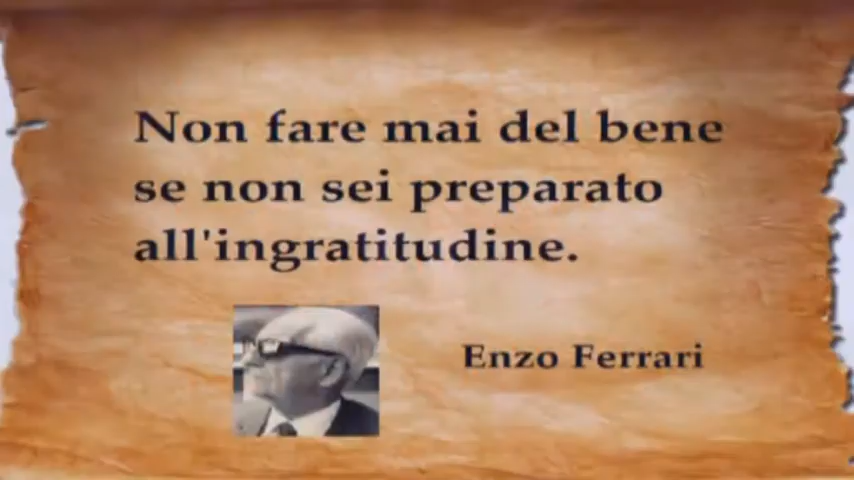 Non fare mai del bene
se non sei preparato
all'ingratitudine.
Enzo Ferrari